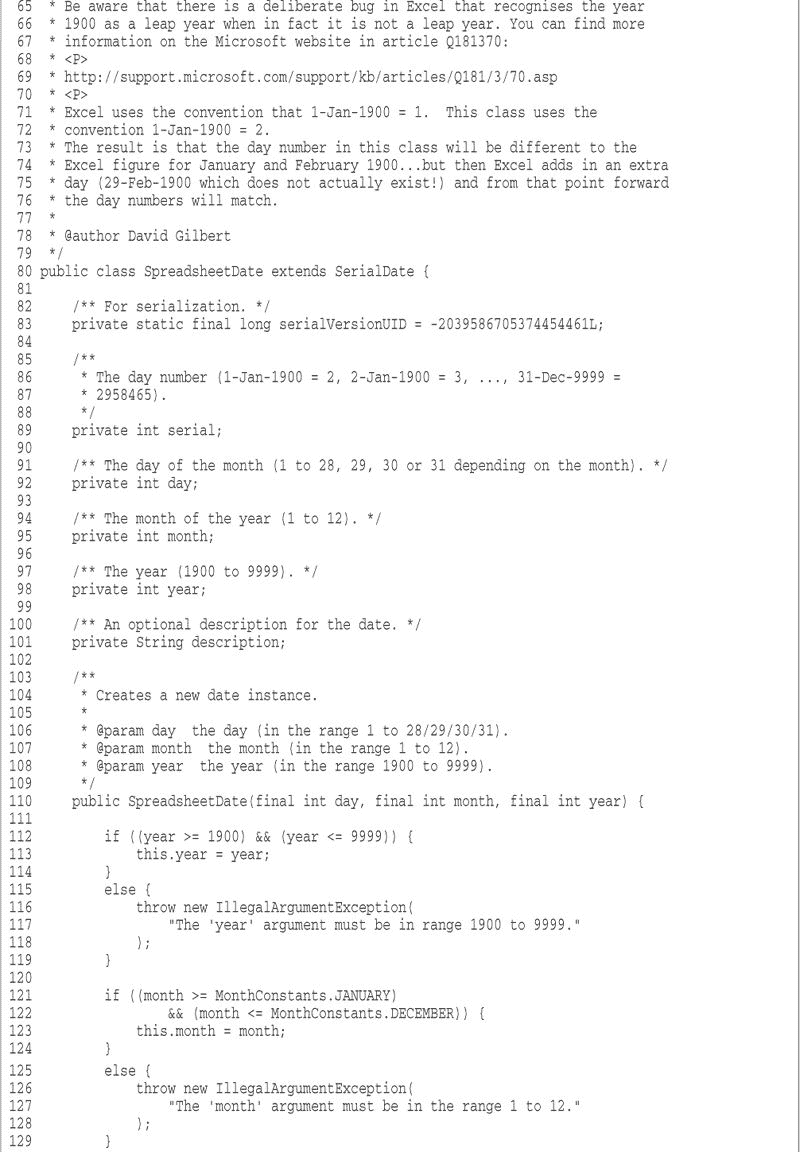 65  * Be aware that there is a deliberate bug in Excel that recognises the year
66  * 1900 as a leap year when in fact it is not a leap year. You can find more
67  * information on the Microsoft website in article Q181370:
68  * <P>
69  * http://support.microsoft.com/support/kb/articles/Q181/3/70.asp
70  * <P>
71  * Excel uses the convention that 1-Jan-1900 = 1.  This class uses the
72  * convention 1-Jan-1900 = 2.
73  * The result is that the day number in this class will be different to the
74  * Excel figure for January and February 1900...but then Excel adds in an extra
75  * day (29-Feb-1900 which does not actually exist!) and from that point forward
76  * the day numbers will match.
77  *
78  * @author David Gilbert
79  */
80 public class SpreadsheetDate extends SerialDate {
81
82     /** For serialization. */
83     private static final long serialVersionUID = -2039586705374454461L;
84
85     /**
86      * The day number (1-Jan-1900 = 2, 2-Jan-1900 = 3, ..., 31-Dec-9999 =
87      * 2958465).
88      */
89     private int serial;
90
91     /** The day of the month (1 to 28, 29, 30 or 31 depending on the month). */
92     private int day;
93
94     /** The month of the year (1 to 12). */
95     private int month;
96
97     /** The year (1900 to 9999). */
98     private int year;
99
100     /** An optional description for the date. */
101     private String description;
102
103     /**
104      * Creates a new date instance.
105      *
106      * @param day  the day (in the range 1 to 28/29/30/31).
107      * @param month  the month (in the range 1 to 12).
108      * @param year  the year (in the range 1900 to 9999).
109      */
110     public SpreadsheetDate(final int day, final int month, final int year) {
111
112         if ((year >= 1900) && (year <= 9999)) {
113             this.year = year;
114         }
115         else {
116             throw new IllegalArgumentException(
117                 "The 'year' argument must be in range 1900 to 9999."
118             );
119         }
120
121         if ((month >= MonthConstants.JANUARY)
122                 && (month <= MonthConstants.DECEMBER)) {
123             this.month = month;
124         }
125         else {
126             throw new IllegalArgumentException(
127                 "The 'month' argument must be in the range 1 to 12."
128             );
129         }